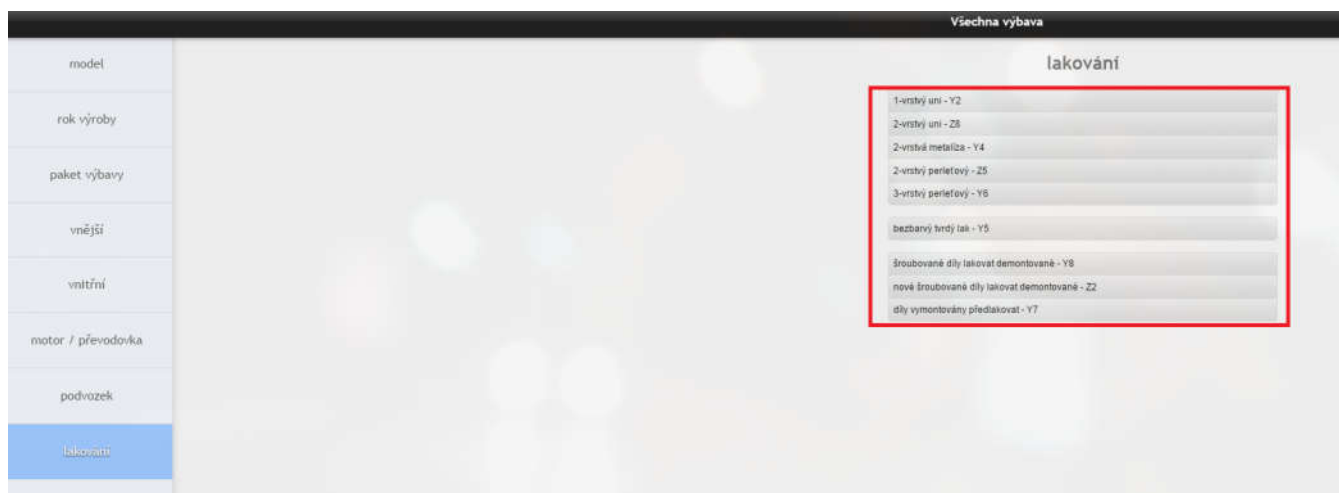 Všechna výbava
model
rok výroby
paket výbavy
vnější
vnitřní
motor / převodovka
podvozek
lakování
lakování
1-vrstvý uni - Y2
2-vrstvý uni - Z8
2-vrstvá metalíza - Y4
2-vrstvý perleťový - Z5
3-vrstvý perleťový - Y6
bezbarvý tvrdý lak - Y5
šroubované díly lakovat demontované - Y8
nové šroubované díly lakovat demontované - Z2
díly vymontovány předlakovat - Y7